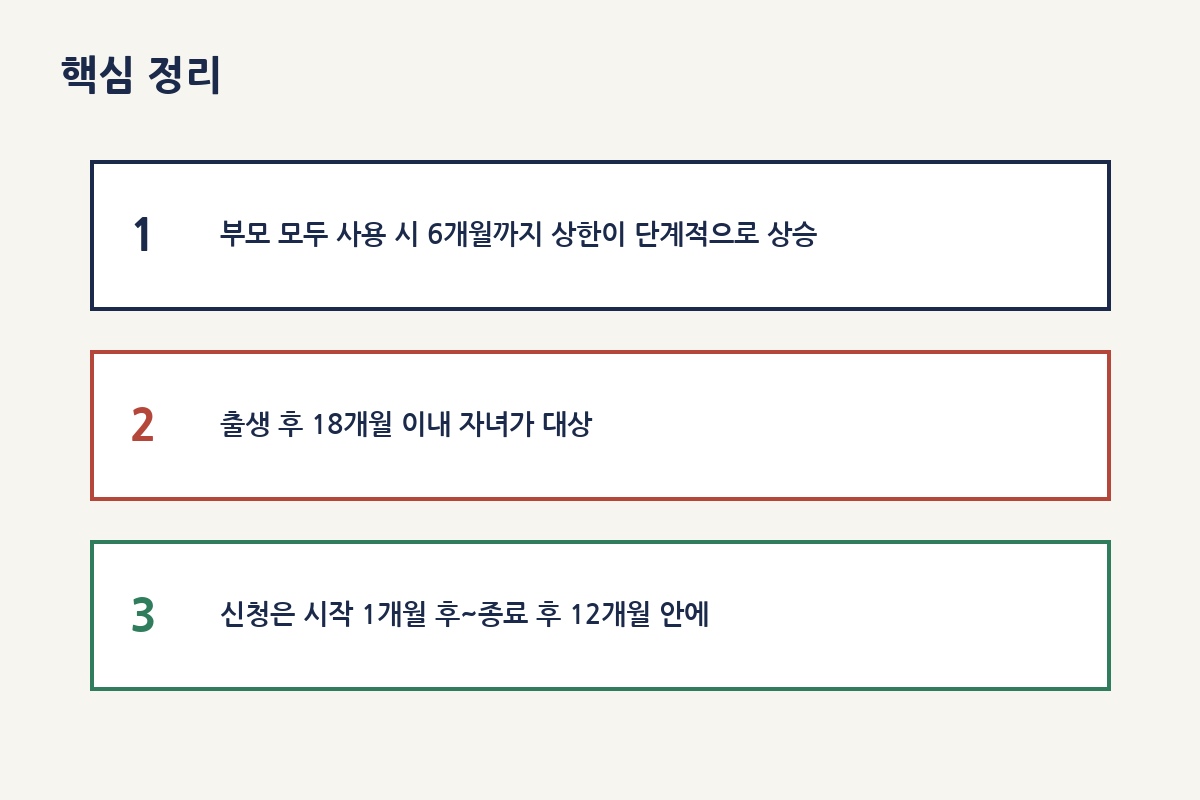 핵심 정리
1
부모 모두 사용 시 6개월까지 상한이 단계적으로 상승
2
출생 후 18개월 이내 자녀가 대상
3
신청은 시작 1개월 후~종료 후 12개월 안에